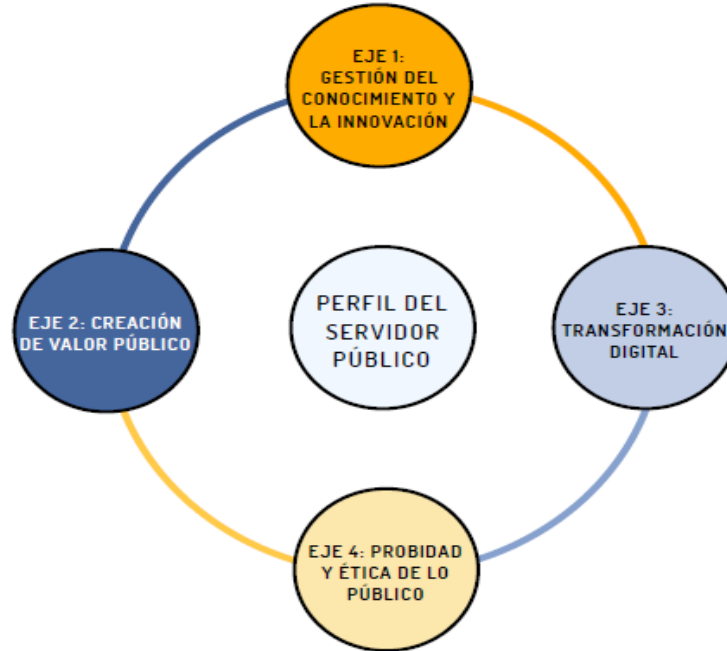 EJE 1:
GESTIÓN DEL
CONOCIMIENTO Y
LA INNOVACIÓN
EJE 2: CREACIÓN
DE VALOR PÚBLICO
PERFIL DEL
SERVIDOR
PÚBLICO
EJE 3:
TRANSFORMACIÓN
DIGITAL
EJE 4: PROBIDAD
Y ÉTICA DE LO
PÚBLICO